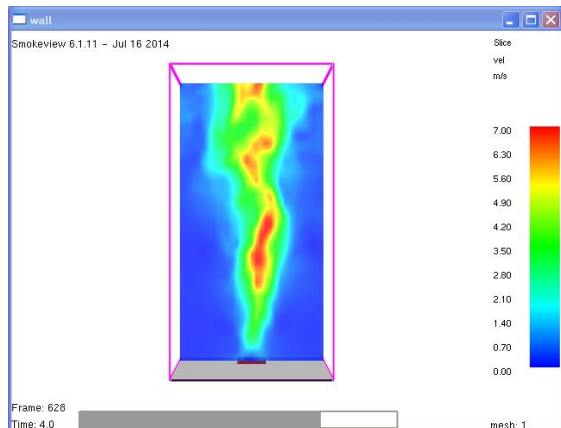 wall
Smokeview 6.1.11 – Jul 16 2014
Slice
vel
m/s
7.00
6.30
5.60
4.90
4.20
3.50
2.80
2.10
1.40
0.70
0.00
Frame: 628
Time: 4.0
mesh: 1